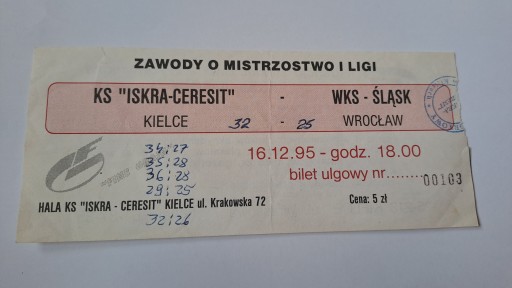 ZAWODY O MISTRZOSTWO I LIGI
KS "ISKRA-CERESIT" - WKS - ŚLĄSK
KIELCE 32 - 25 WROCŁAW
34:27
35:28
36:28
29:25
16.12.95 - godz. 18.00
bilet ulgowy nr........ 00163
HALA KS "ISKRA - CERESIT" KIELCE ul. Krakowska 72
Cena: 5 zł
32:26